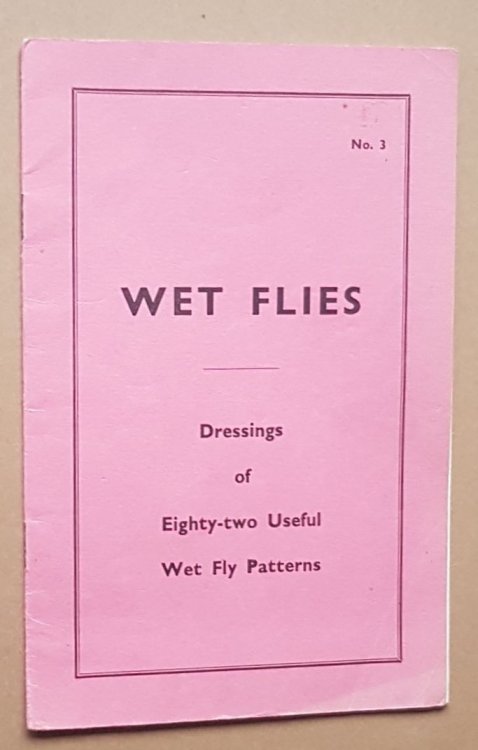 No. 3
WET FLIES
Dressings
of
Eighty-two Useful
Wet Fly Patterns